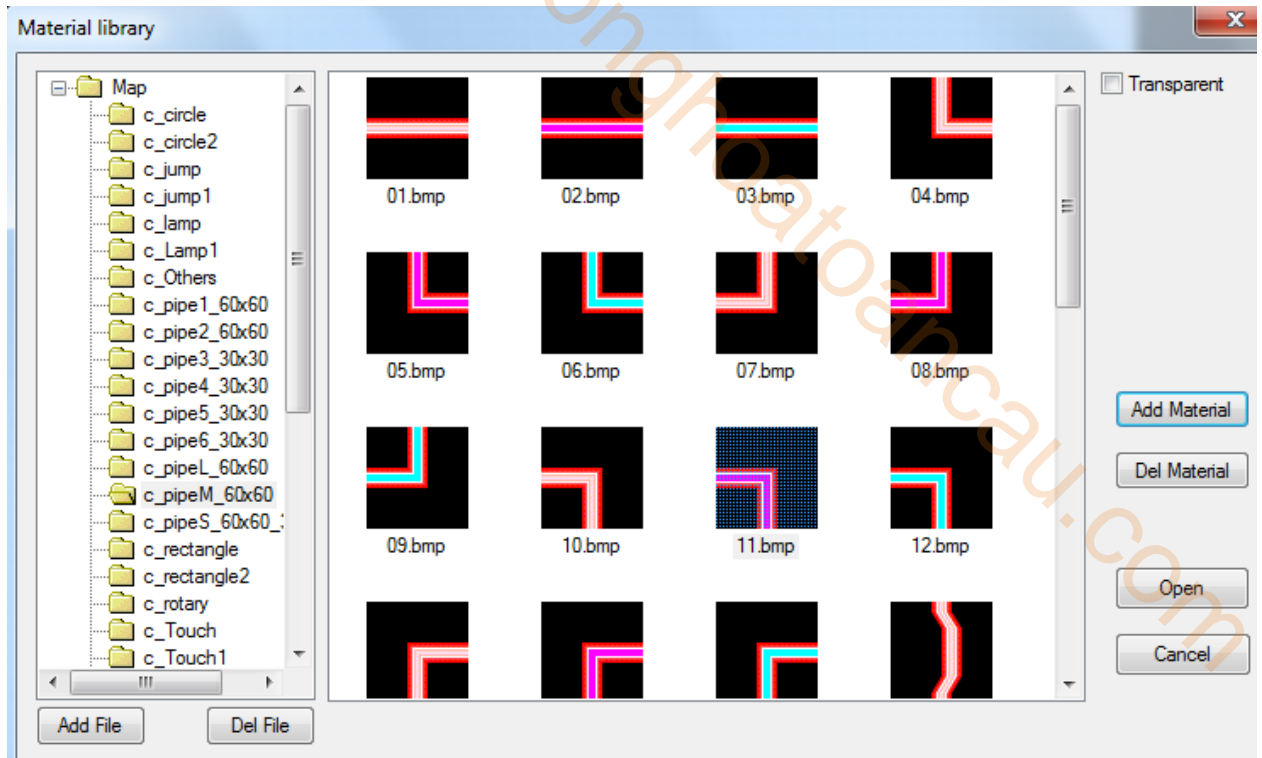 Material library
Map
c_circle
c_circle2
c_jump
c_jump1
c_lamp
c_Lamp1
c_Others
c_pipe1_60x60
c_pipe2_60x60
c_pipe3_30x30
c_pipe4_30x30
c_pipe5_30x30
c_pipe6_30x30
c_pipeL_60x60
c_pipeM_60x60
c_pipeS_60x60_
c_rectangle
c_rectangle2
c_rotary
c_Touch
c_Touch1
Add File
Del File
01.bmp
02.bmp
03.bmp
04.bmp
05.bmp
06.bmp
07.bmp
08.bmp
09.bmp
10.bmp
11.bmp
12.bmp
Transparent
Add Material
Del Material
Open
Cancel
onghoatoancau.com